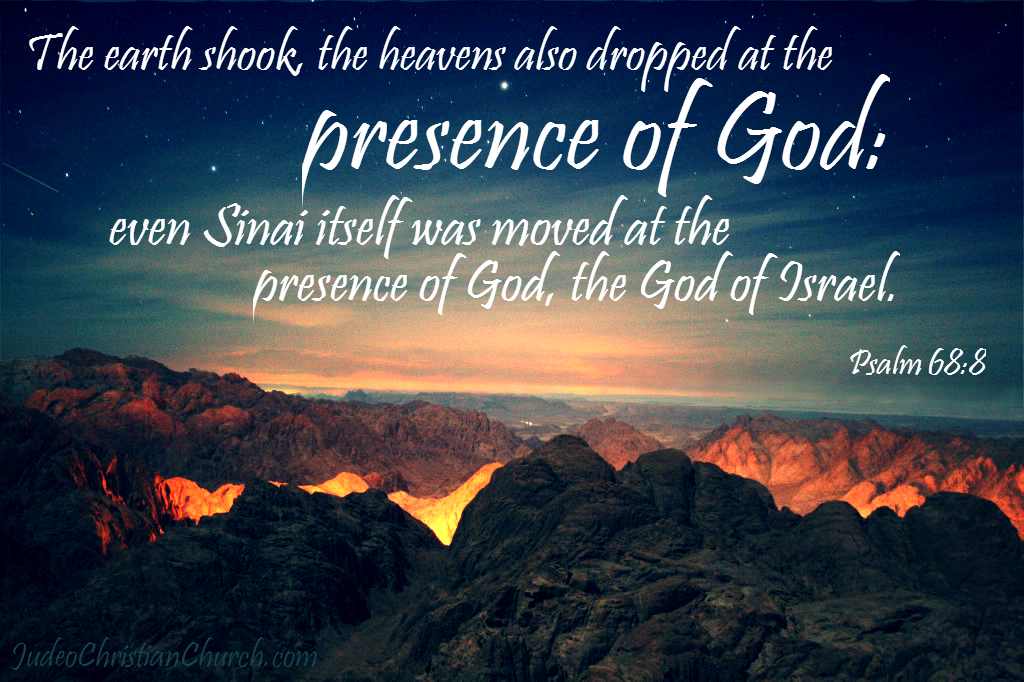 The earth shook, the heavens also dropped at the
presence of God:
even Sinai itself was moved at the
presence of God, the God of Israel.
Psalm 68:8
JudeoChristianChurch.com